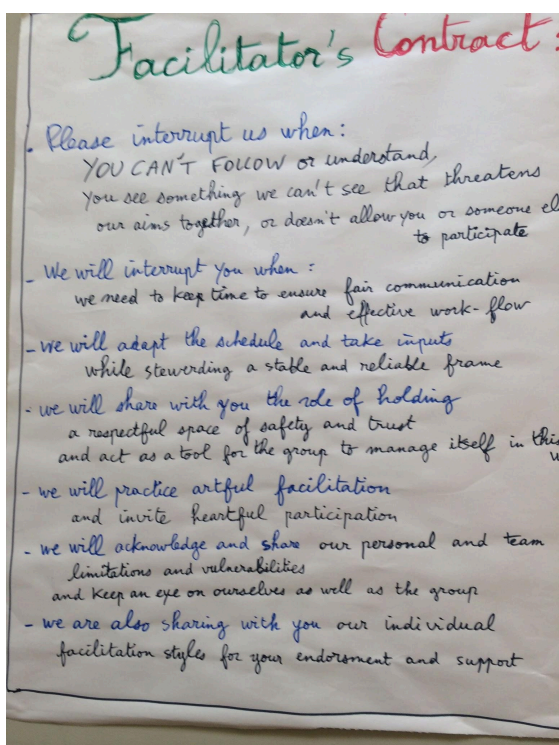 Facilitator's Contract:
. Please interrupt us when:
YOU CAN'T FOLLOW or understand,
You see something we can't see that threatens
our aims together, or doesn't allow you or someone el
to participate
- We will interrupt you when :
we need to keep time to ensure fair communication
and effective work-flow
- we will adapt the schedule and take inputs
while stewerding a stable and reliable frame
- we will share with you the role of holding
a respectful space of safety and trust
and act as a tool for the group to manage itself in this
w
- we will practice artful facilitation
and invite heartful participation
- we will acknowledge and share our personal and team
limitations and vulnerabilities
and keep an eye on ourselves as well as the group
- we are also sharing with you our individual
facilitation styles for your endorsment and support